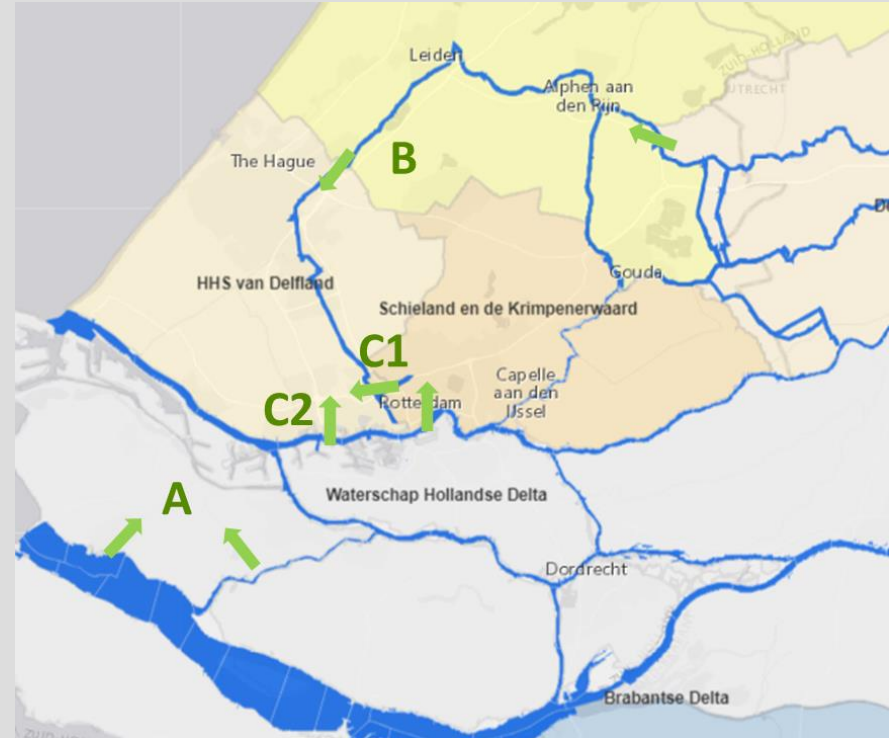 Leiden
Alphen aan
den Rijn
ZUID-HOLLAND
UTRECHT
The Hague
B
HHS van Delfland
Gouda
Schieland en de Krimpenerwaard
C1
C2
Rotterdam
Capelle
aan den
IJssel
Waterschap Hollandse Delta
A
Dordrecht
Brabantse Delta